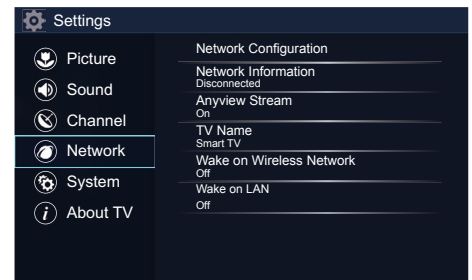 Settings
Picture
Sound
Channel
Network
System
About TV
Network Configuration
Network Information
Disconnected
Anyview Stream
On
TV Name
Smart TV
Wake on Wireless Network
Off
Wake on LAN
Off